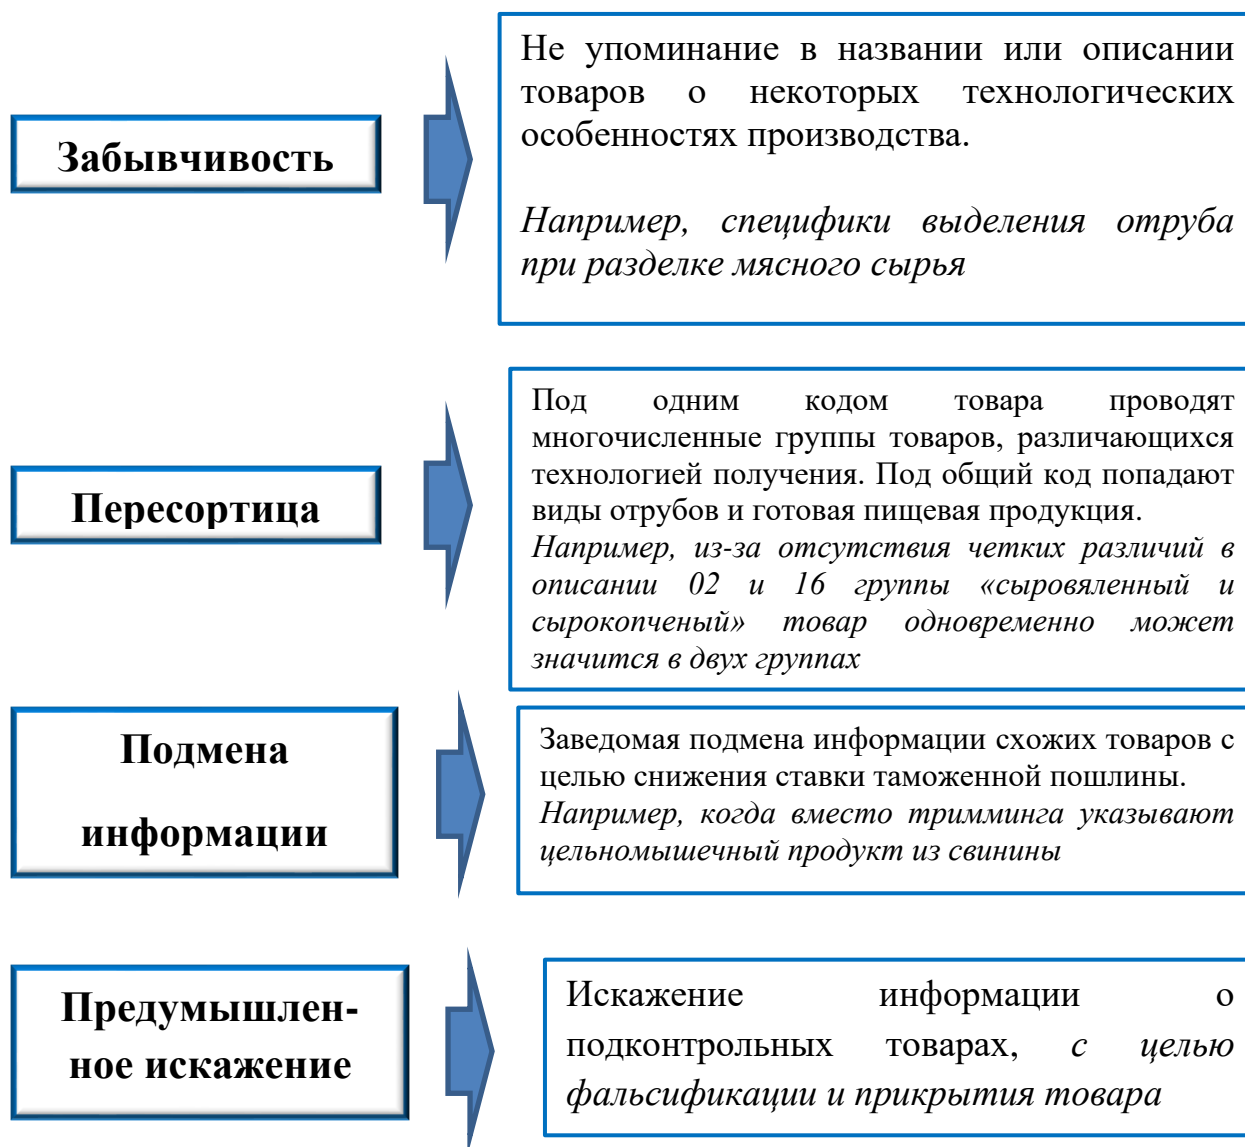 Забывчивость
Не упоминание в названии или описании
товаров о некоторых технологических
особенностях производства.
Например, специфики выделения отруба
при разделке мясного сырья
Пересортица
Под одним кодом товара проводят
многочисленные группы товаров, различающихся
технологией получения. Под общий код попадают
виды отрубов и готовая пищевая продукция.
Например, из-за отсутствия четких различий в
описании 02 и 16 группы «сыровяленный и
сырокопченый» товар одновременно может
значится в двух группах
Подмена
информации
Заведомая подмена информации схожих товаров с
целью снижения ставки таможенной пошлины.
Например, когда вместо тримминга указывают
цельномышечный продукт из свинины
Предумышлен-
ное искажение
Искажение информации о
подконтрольных товарах, с целью
фальсификации и прикрытия товара